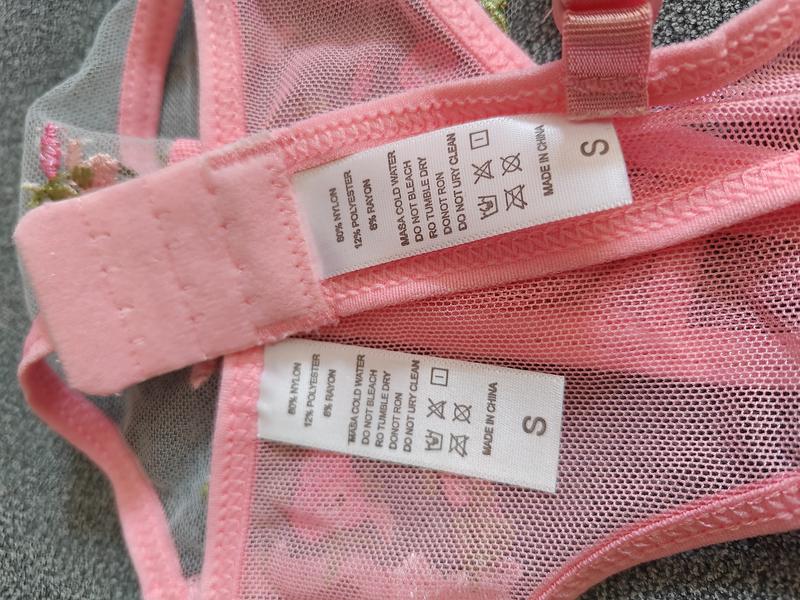 80% NYLON
12% POLYESTER
8% RAYON
MASA COLD WATER
DO NOT BLEACH
RO TUMBLE DRY
DONOT RON
DO NOT URY CLEAN
MADE IN CHINA
S
80% NYLON
12% POLYESTER
6% RAYON
MASA COLD WATER
DO NOT BLEACH
RO TUMBLE DRY
DONOT RON
DO NOT URY CLEAN
MADE IN CHINA
S